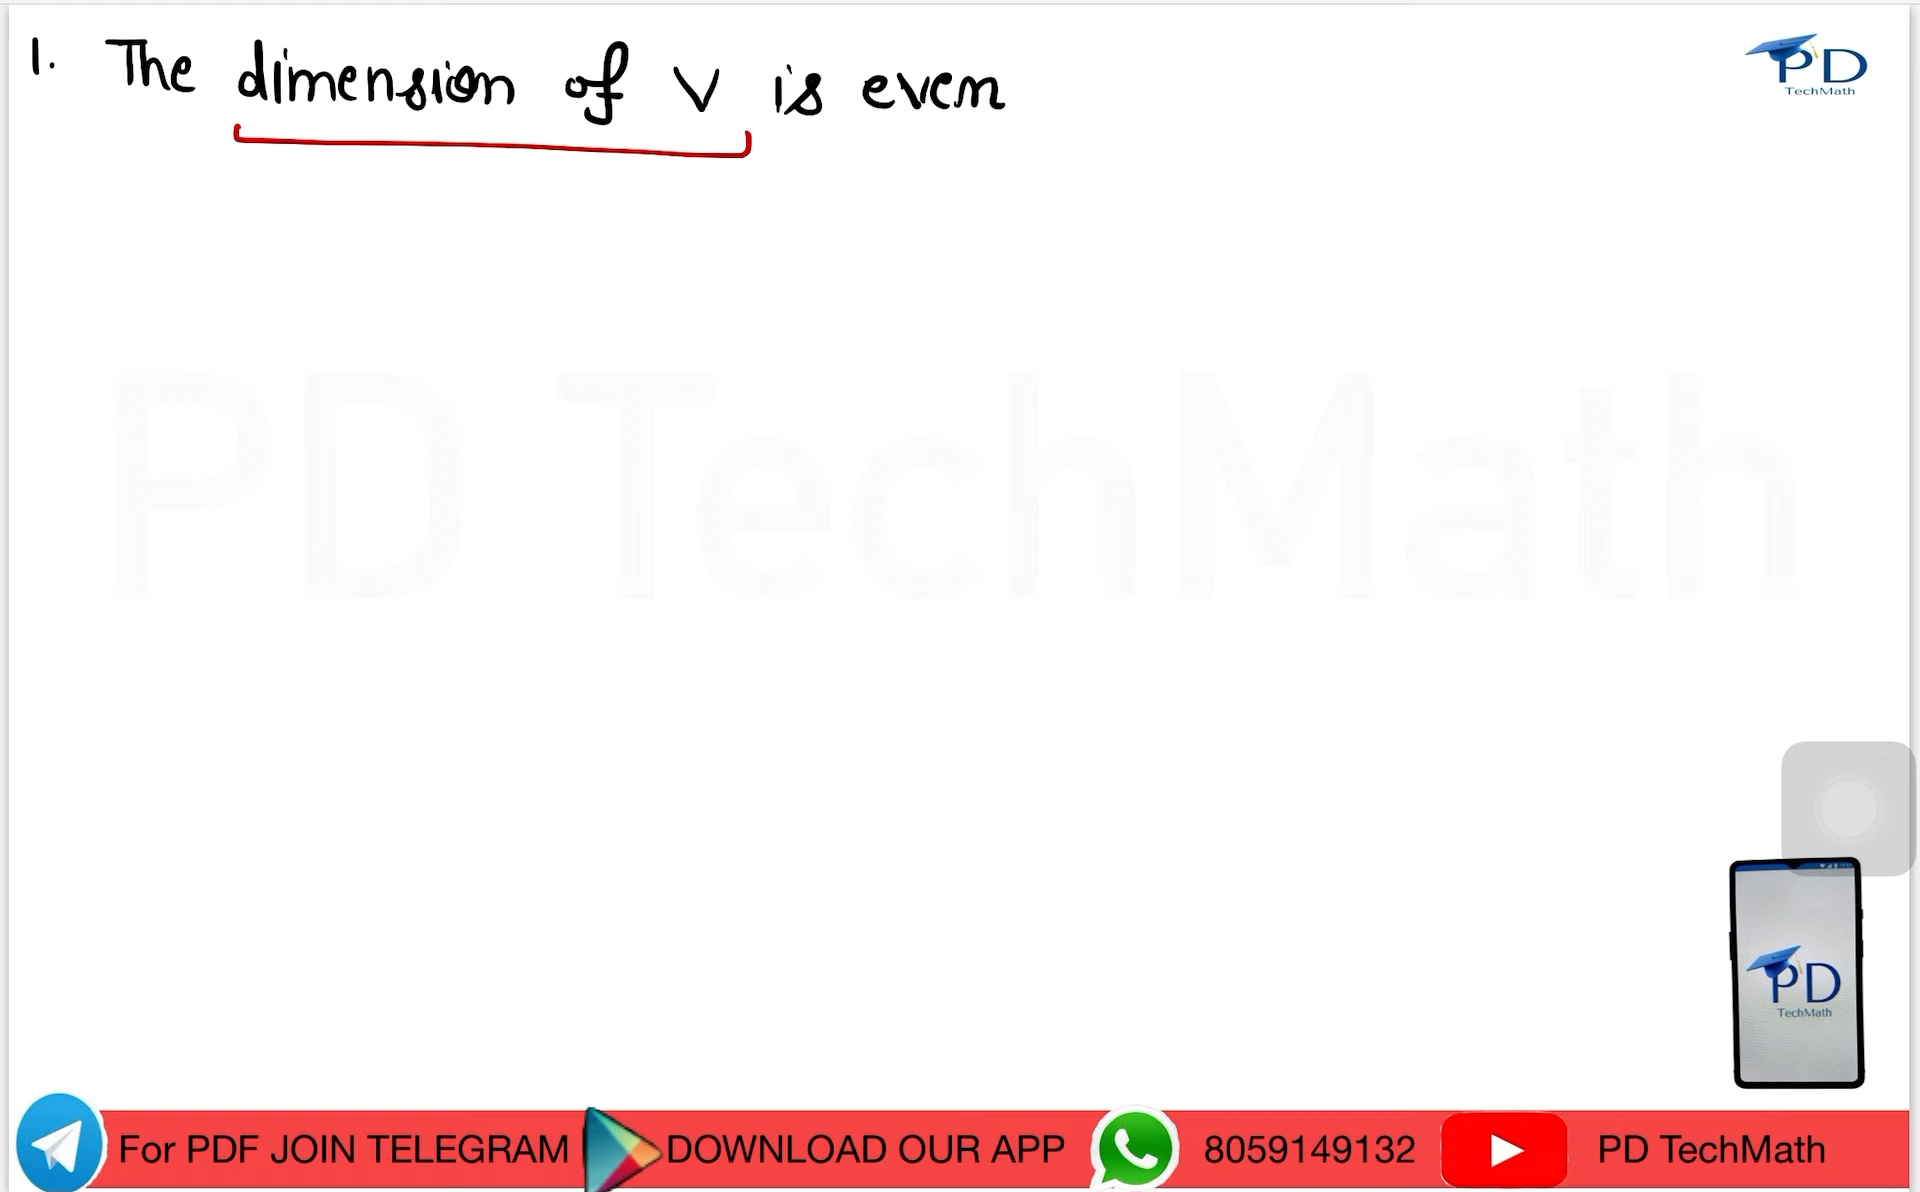 1. The dimension of V is even
PD
TechMath
PD TechMath
PD
TechMath
For PDF JOIN TELEGRAM DOWNLOAD OUR APP 8059149132 PD TechMath